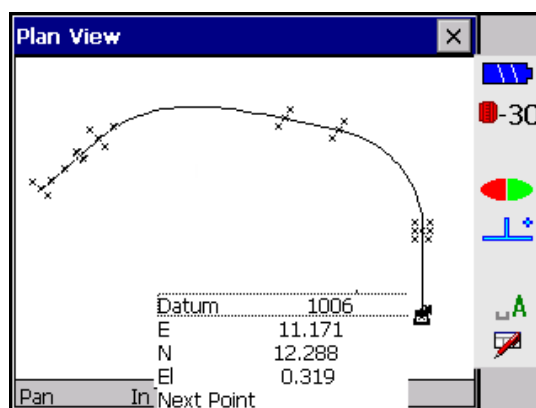 Plan View
-30
Datum 1006
E 11.171
N 12.288
El 0.319
A
Pan In Next Point